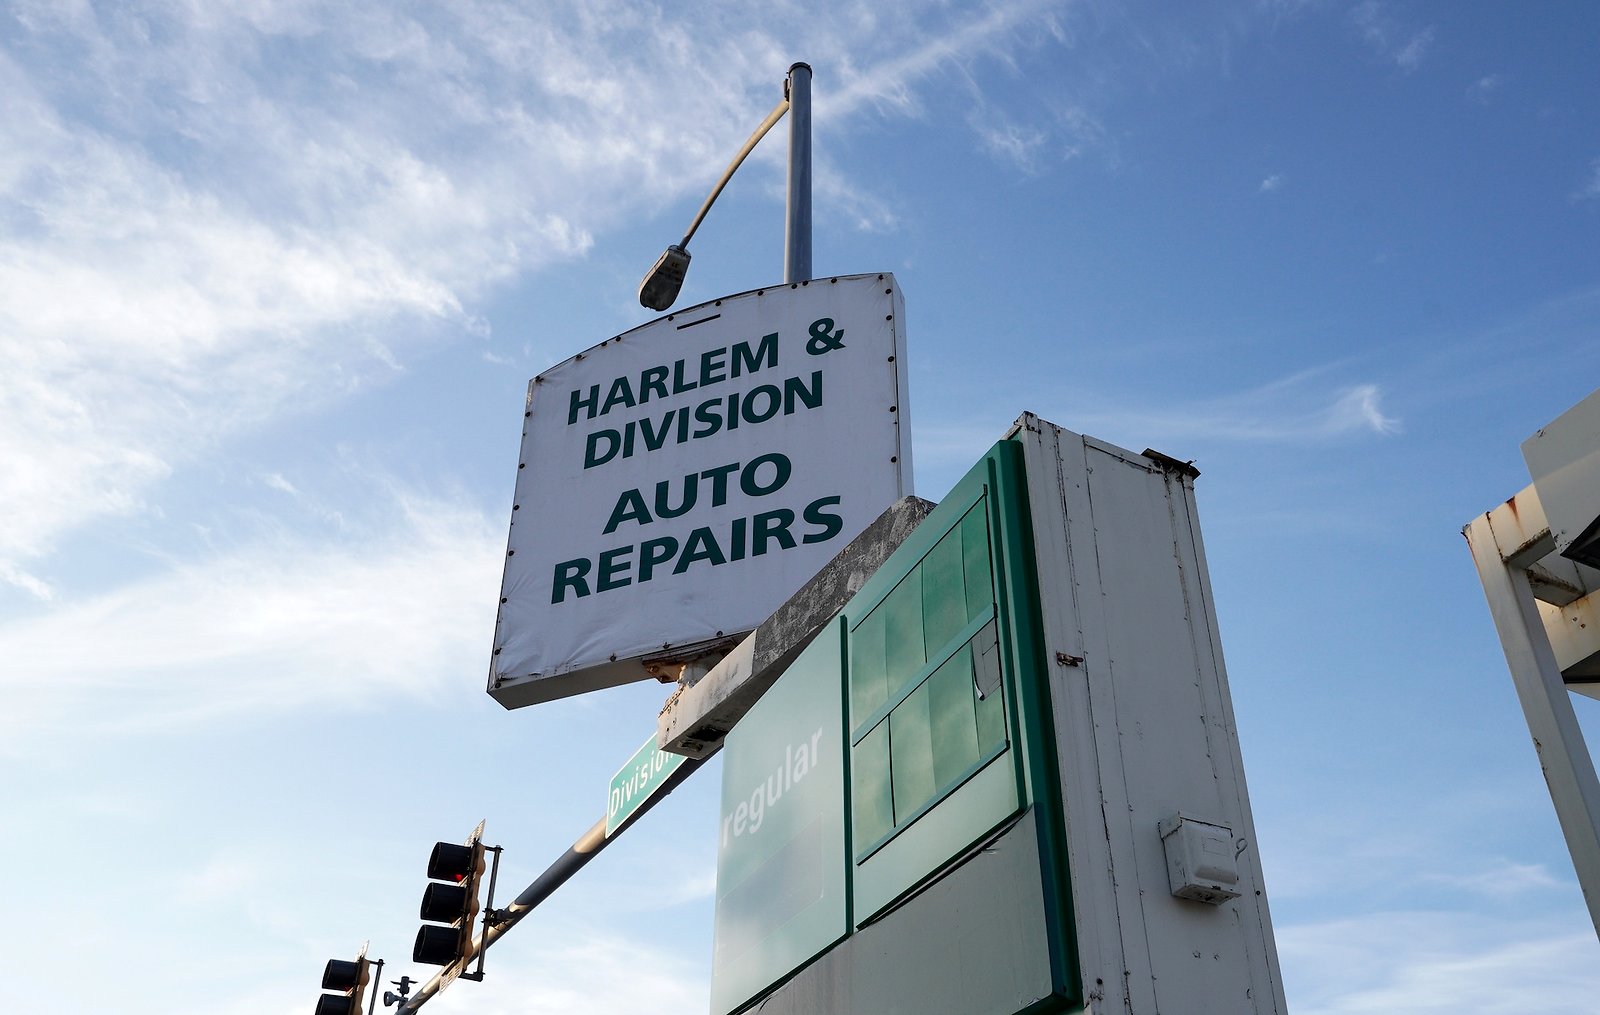 HARLEM &
DIVISION
AUTO
REPAIRS
Division
regular